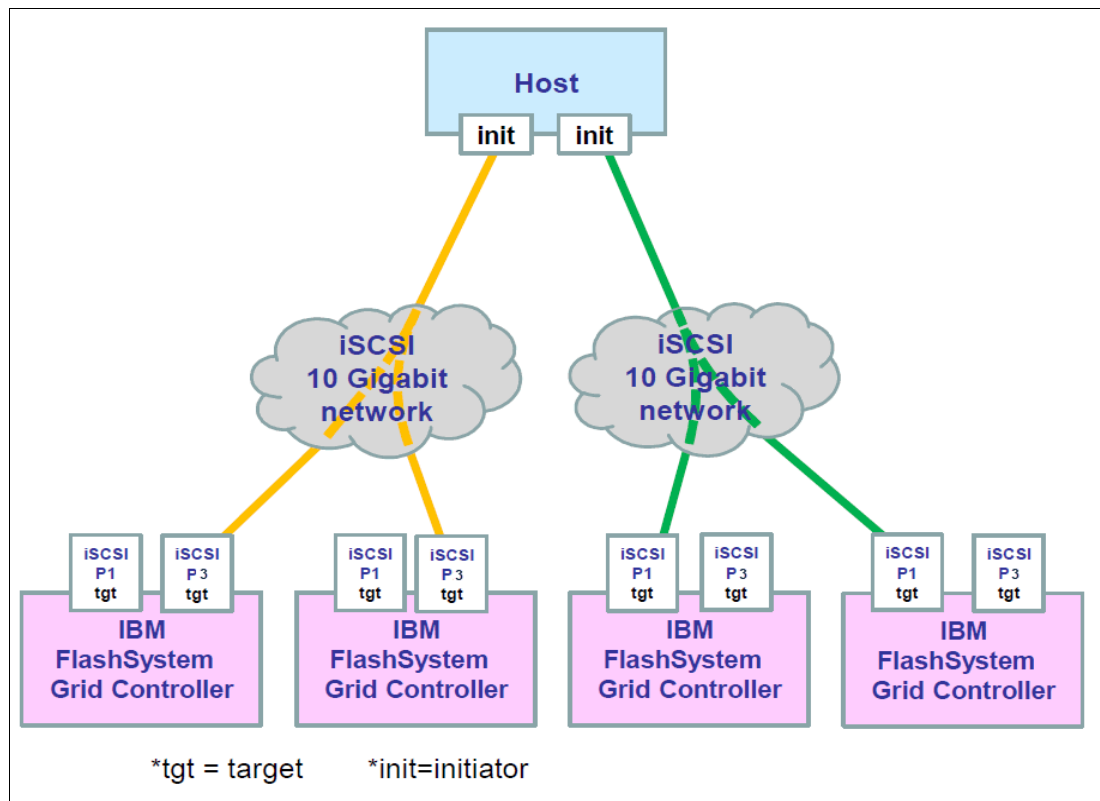 Host
init
init
iSCSI
10 Gigabit
network
iSCSI
10 Gigabit
network
iSCSI
P1
tgt
iSCSI
P3
tgt
iSCSI
P1
tgt
iSCSI
P3
tgt
iSCSI
P1
tgt
iSCSI
P3
tgt
iSCSI
P1
tgt
iSCSI
P3
tgt
IBM
FlashSystem
Grid Controller
IBM
FlashSystem
Grid Controller
IBM
FlashSystem
Grid Controller
IBM
FlashSystem
Grid Controller
*tgt = target
*init=initiator